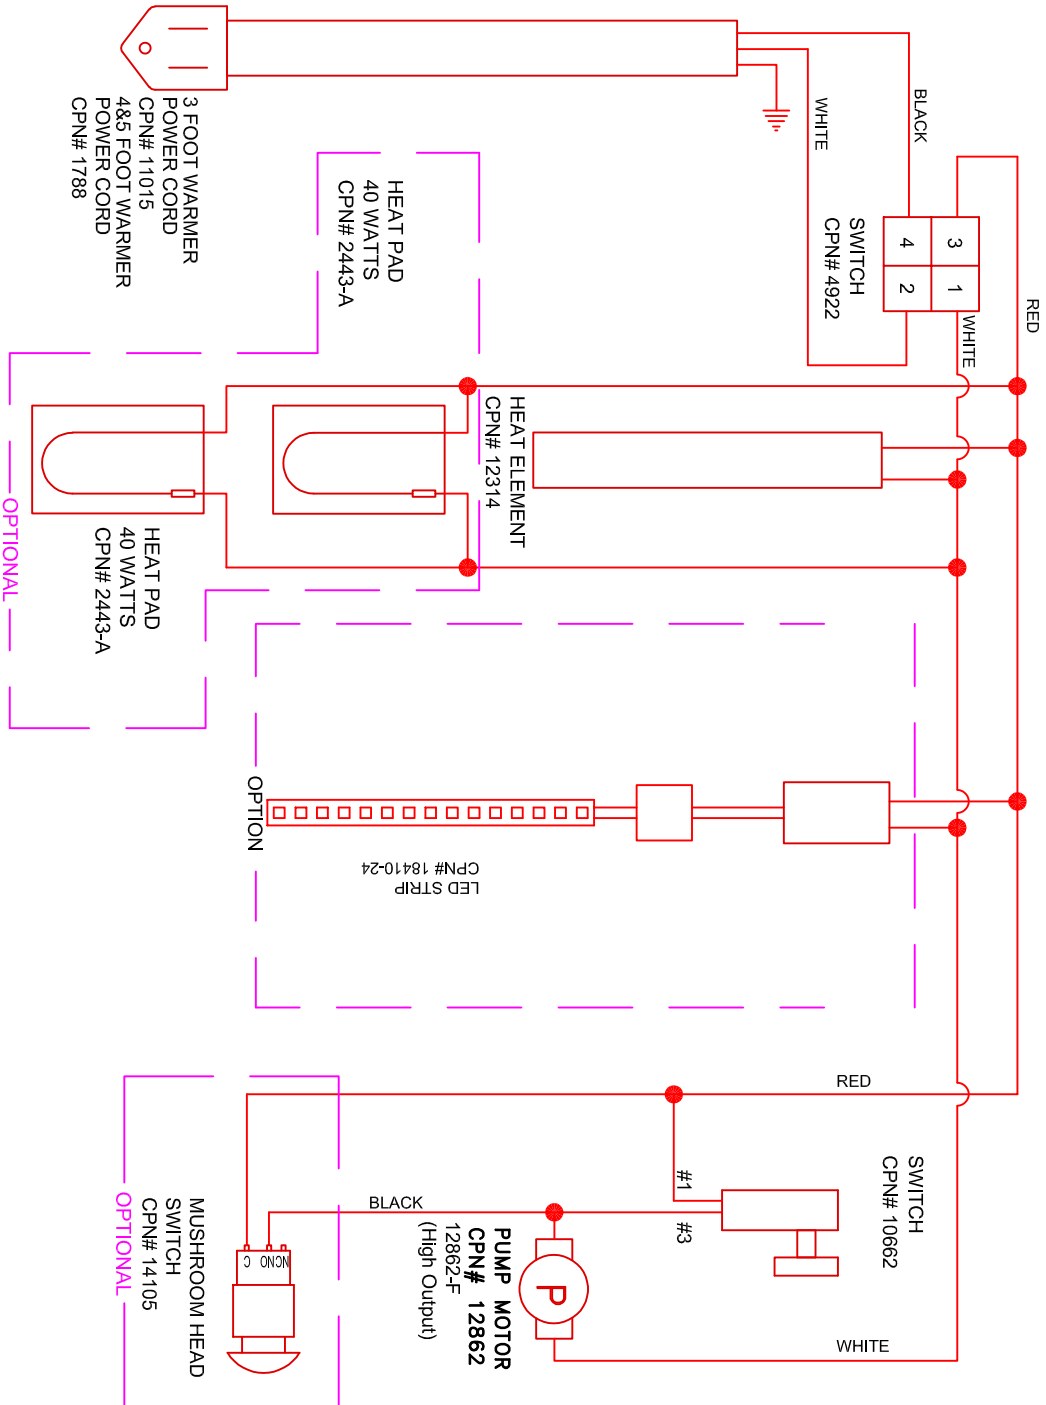 3 FOOT WARMER
POWER CORD
CPN# 11015
4&5 FOOT WARMER
POWER CORD
CPN# 1788
BLACK
WHITE
SWITCH
CPN# 4922
3
1
4
2
RED
WHITE
HEAT PAD
40 WATTS
CPN# 2443-A
HEAT ELEMENT
CPN# 12314
HEAT PAD
40 WATTS
CPN# 2443-A
OPTIONAL
OPTION
LED STRIP
CPN# 18410-24
RED
SWITCH
CPN# 10662
#1
#3
BLACK
WHITE
P
PUMP MOTOR
CPN# 12862
12862-F
(High Output)
C
NO
NC
MUSHROOM HEAD
SWITCH
CPN# 14105
OPTIONAL